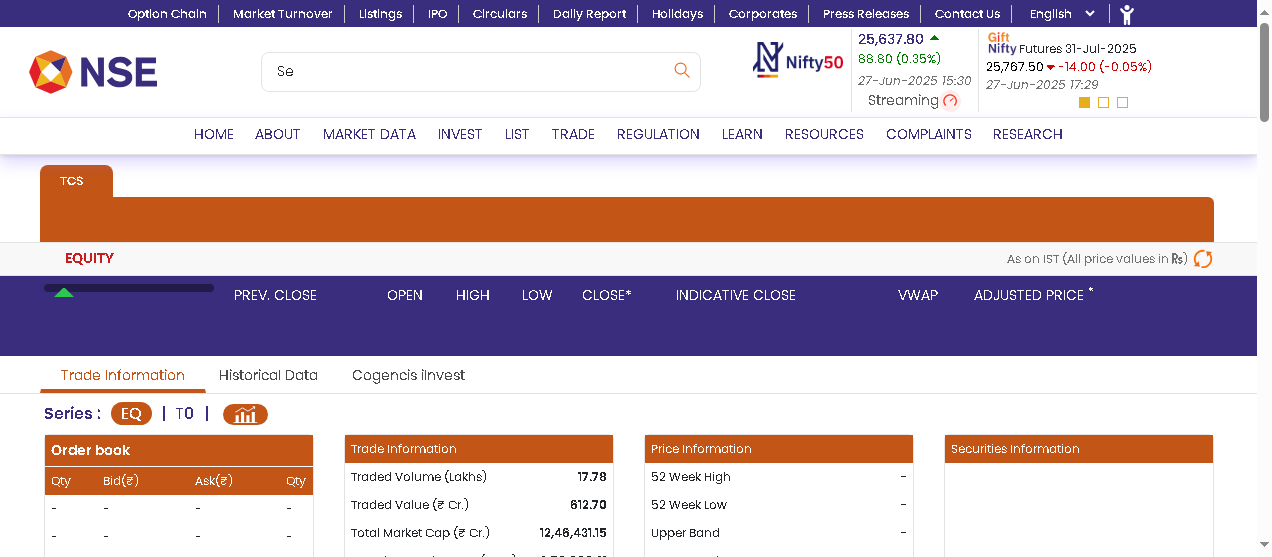 Option Chain Market Turnover Listings IPO Circulars Daily Report Holidays Corporates Press Releases Contact Us English
NSE
Se
Nifty50
25,637.80
88.80 (0.35%)
27-Jun-2025 15:30
Streaming
Gift Nifty Futures 31-Jul-2025
25,767.50 -14.00 (-0.05%)
27-Jun-2025 17:29
HOME ABOUT MARKET DATA INVEST LIST TRADE REGULATION LEARN RESOURCES COMPLAINTS RESEARCH
TCS
EQUITY As on IST (All price values in ₹)
PREV. CLOSE OPEN HIGH LOW CLOSE* INDICATIVE CLOSE VWAP ADJUSTED PRICE *
Trade Information Historical Data Cogencis iInvest
Series : EQ | T0 |
Order book
Qty Bid(₹) Ask(₹) Qty
- - - -
- - - -
Trade Information
Traded Volume (Lakhs) 17.78
Traded Value (₹ Cr.) 612.70
Total Market Cap (₹ Cr.) 12,46,431.15
Price Information
52 Week High -
52 Week Low -
Upper Band -
Securities Information